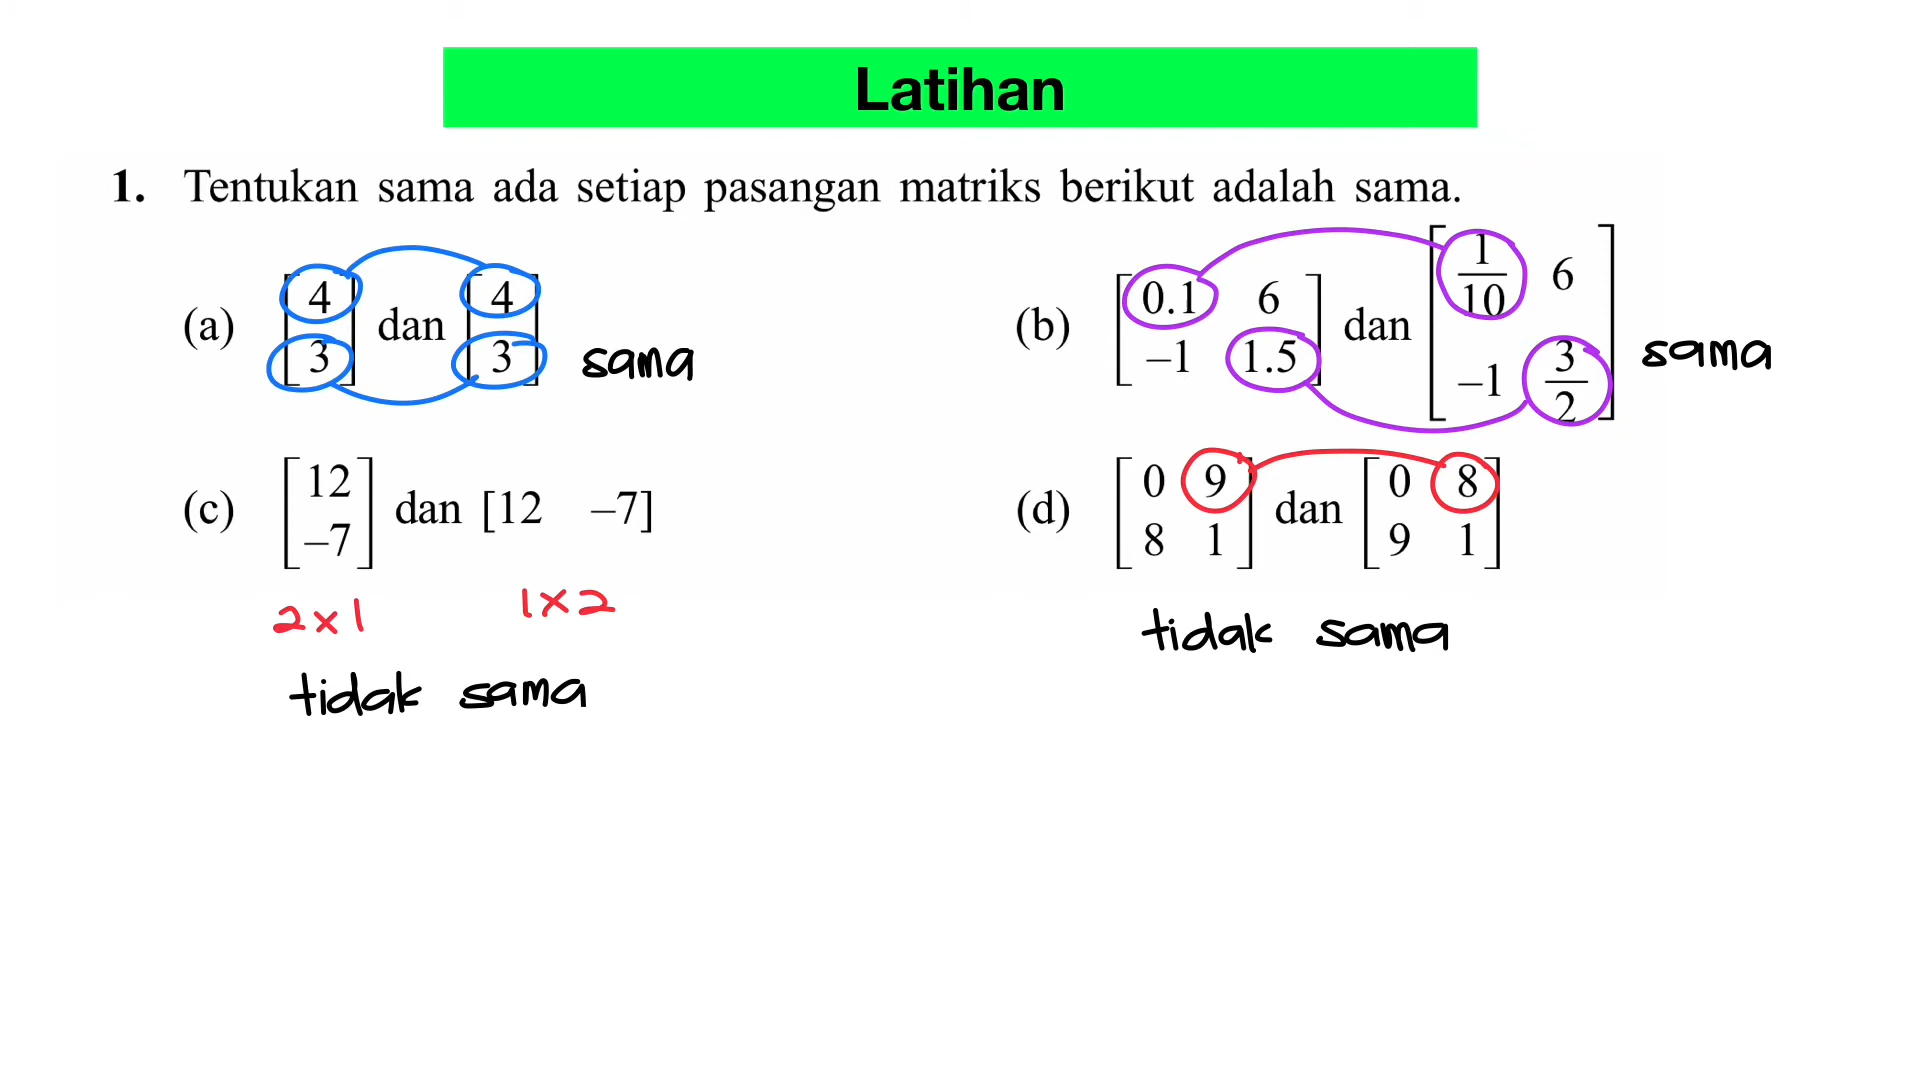 Latihan
1. Tentukan sama ada setiap pasangan matriks berikut adalah sama.
(a) [4 3] dan [4 3] sama
(b) [0.1 6 –1 1.5] dan [1/10 6 –1 3/2] sama
(c) [12 –7] dan [12 –7]
2×1 1×2
tidak sama
(d) [0 9 8 1] dan [0 8 9 1]
tidak sama